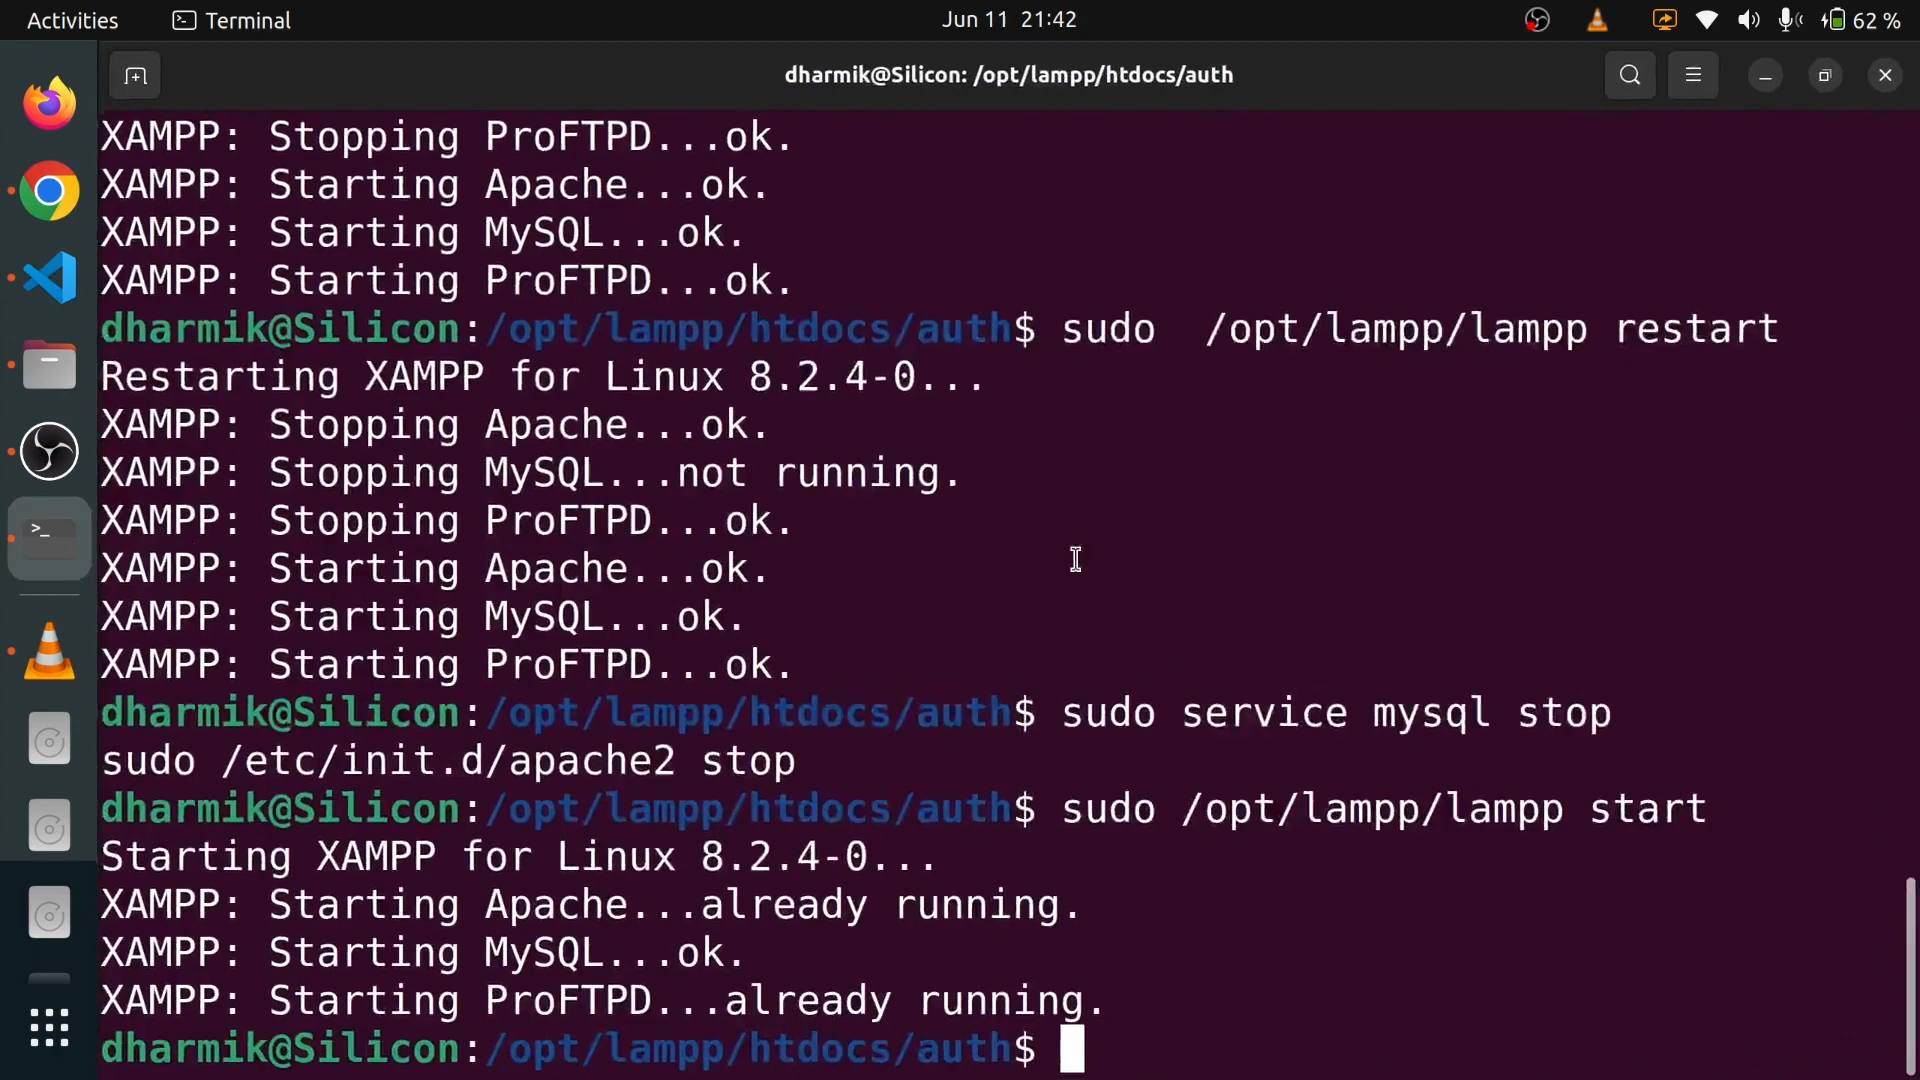 Activities
Terminal
Jun 11 21:42
62 %
dharmik@Silicon: /opt/lampp/htdocs/auth
XAMPP: Stopping ProFTPD...ok.
XAMPP: Starting Apache...ok.
XAMPP: Starting MySQL...ok.
XAMPP: Starting ProFTPD...ok.
dharmik@Silicon:/opt/lampp/htdocs/auth$ sudo  /opt/lampp/lampp restart
Restarting XAMPP for Linux 8.2.4-0...
XAMPP: Stopping Apache...ok.
XAMPP: Stopping MySQL...not running.
XAMPP: Stopping ProFTPD...ok.
XAMPP: Starting Apache...ok.
XAMPP: Starting MySQL...ok.
XAMPP: Starting ProFTPD...ok.
dharmik@Silicon:/opt/lampp/htdocs/auth$ sudo service mysql stop
sudo /etc/init.d/apache2 stop
dharmik@Silicon:/opt/lampp/htdocs/auth$ sudo /opt/lampp/lampp start
Starting XAMPP for Linux 8.2.4-0...
XAMPP: Starting Apache...already running.
XAMPP: Starting MySQL...ok.
XAMPP: Starting ProFTPD...already running.
dharmik@Silicon:/opt/lampp/htdocs/auth$